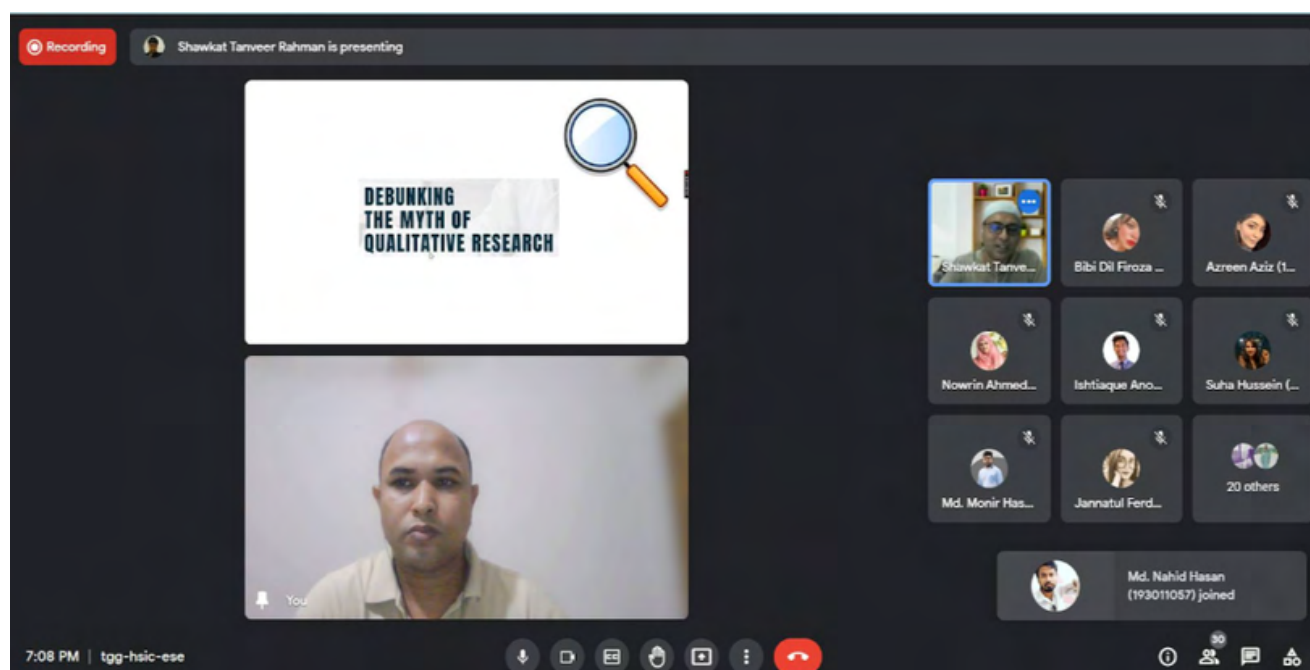 Recording
Shawkat Tanveer Rahman is presenting
DEBUNKING
THE MYTH OF
QUALITATIVE RESEARCH
You
Shawkat Tanve...
Bibi Dil Firoza ...
Azreen Aziz (1...
Nowrin Ahmed...
Ishtiaque Ano...
Suha Hussein (...
Md. Monir Has...
Jannatul Ferd...
20 others
Md. Nahid Hasan
(193011057) joined
7:08 PM | tgg-hsic-ese
30